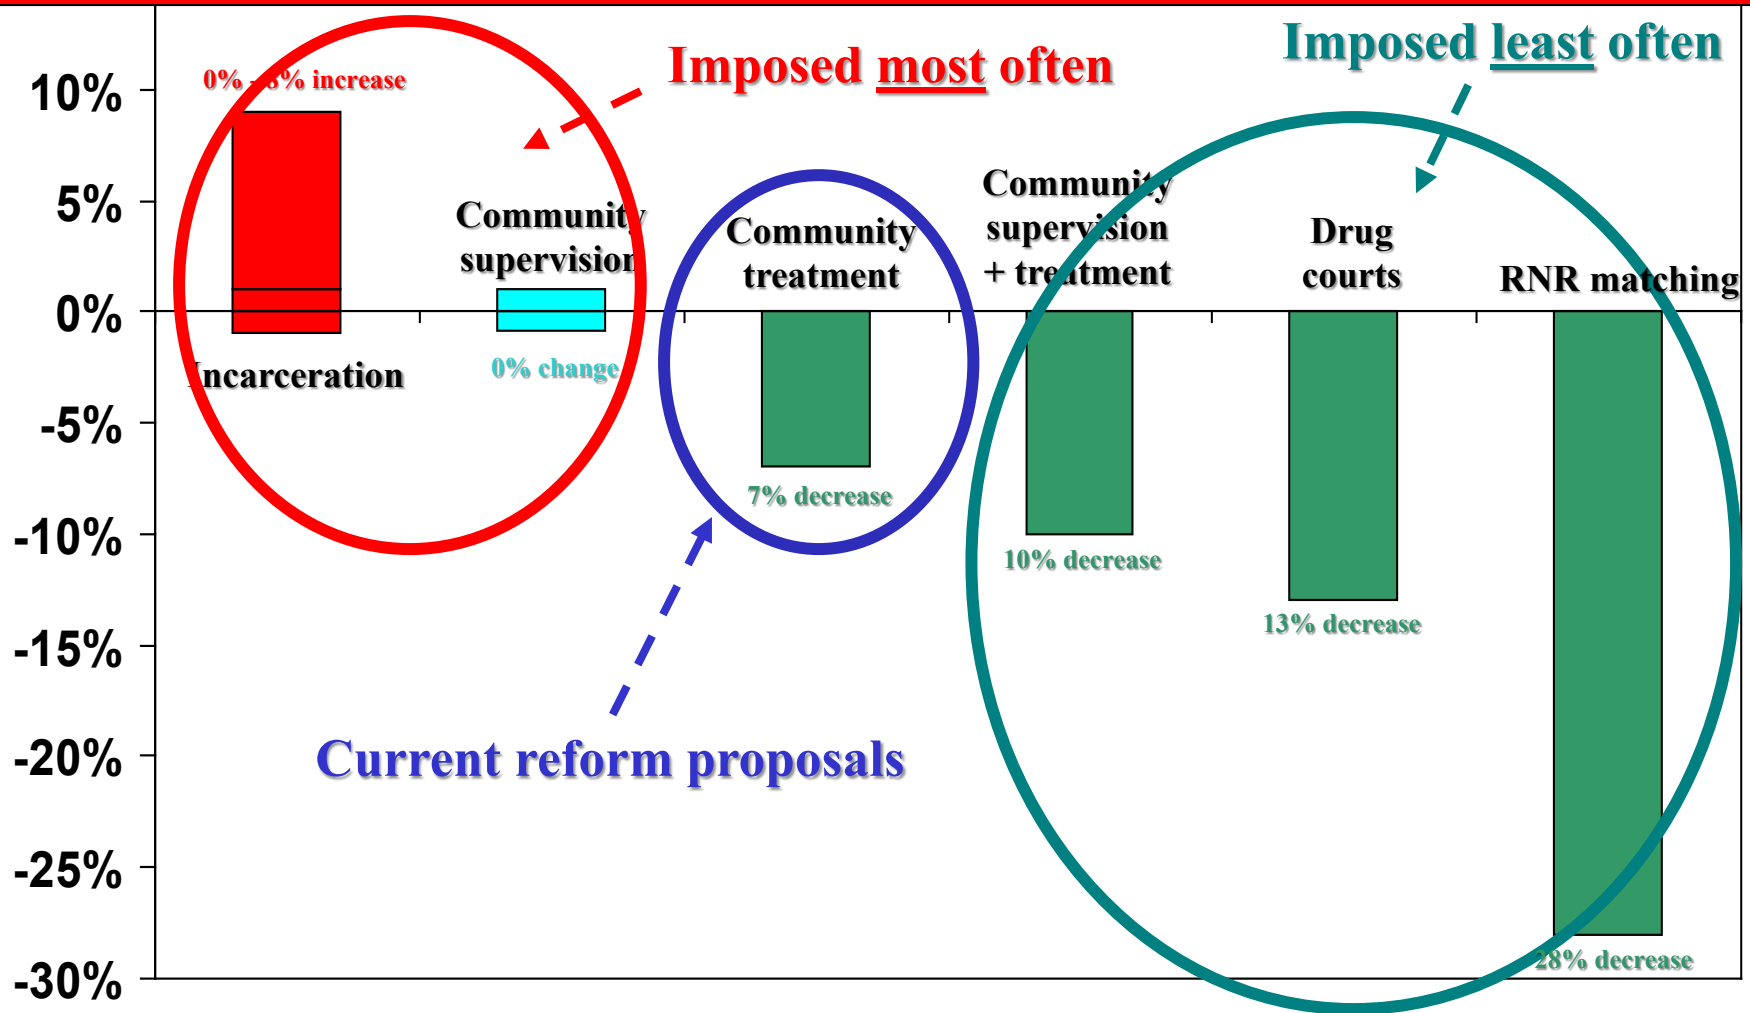 Imposed most often
Imposed least often
10%
5%
0%
-5%
-10%
-15%
-20%
-25%
-30%
0% - 8% increase
Incarceration
Community
supervision
0% change
Community
treatment
7% decrease
Community
supervision
+ treatment
10% decrease
Drug
courts
13% decrease
RNR matching
28% decrease
Current reform proposals